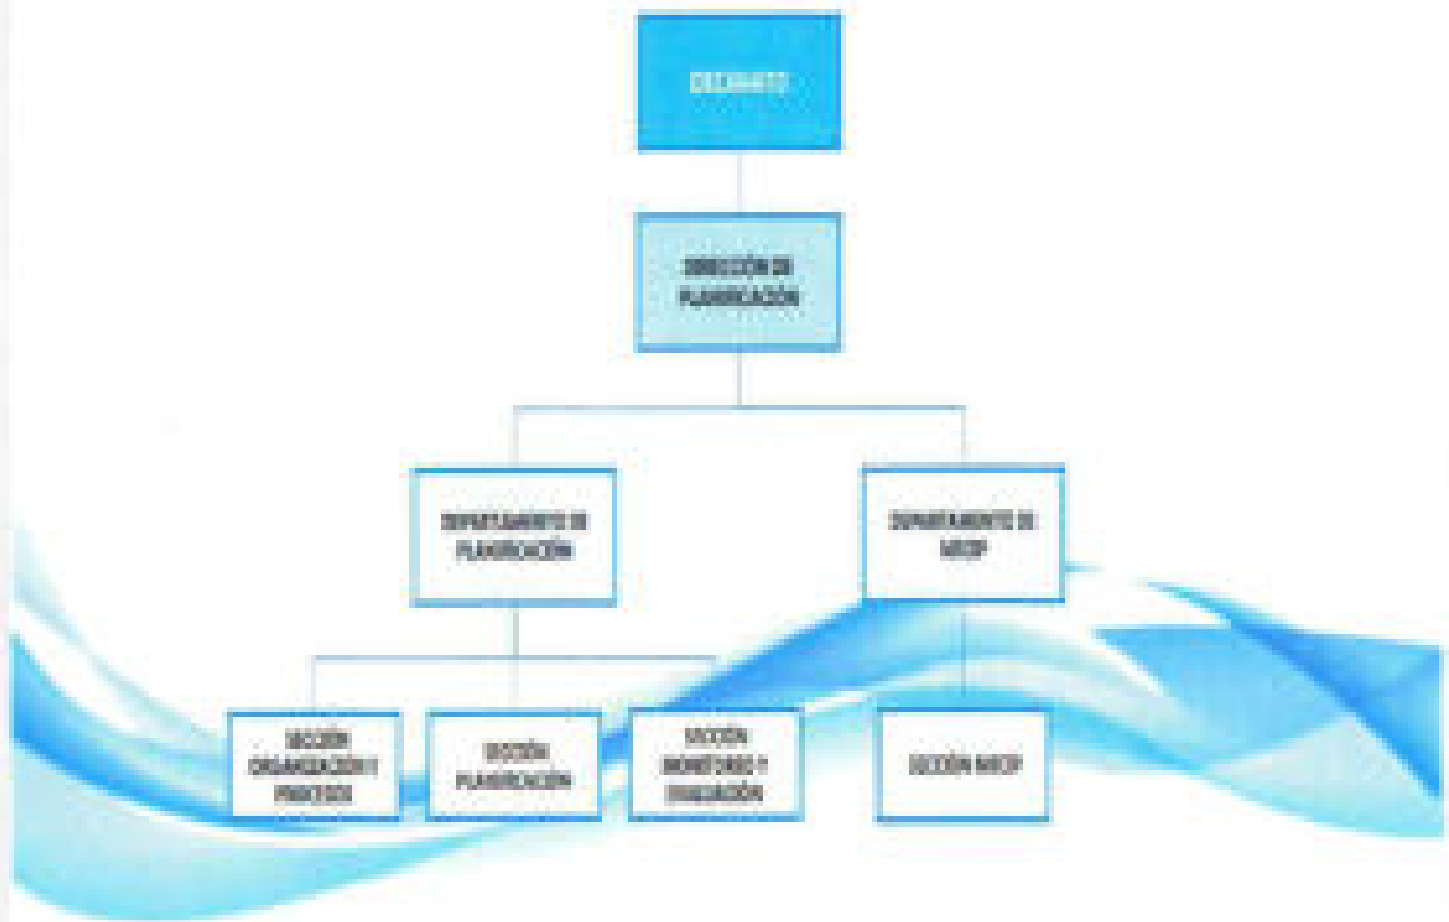 DECANATO
DIRECCIÓN DE
PLANIFICACIÓN
DEPARTAMENTO DE
PLANIFICACIÓN
DEPARTAMENTO DE
MECIP
SECCIÓN
ORGANIZACIÓN Y
PROCESOS
SECCIÓN
PLANIFICACIÓN
SECCIÓN
MONITOREO Y
EVALUACIÓN
SECCIÓN MECIP